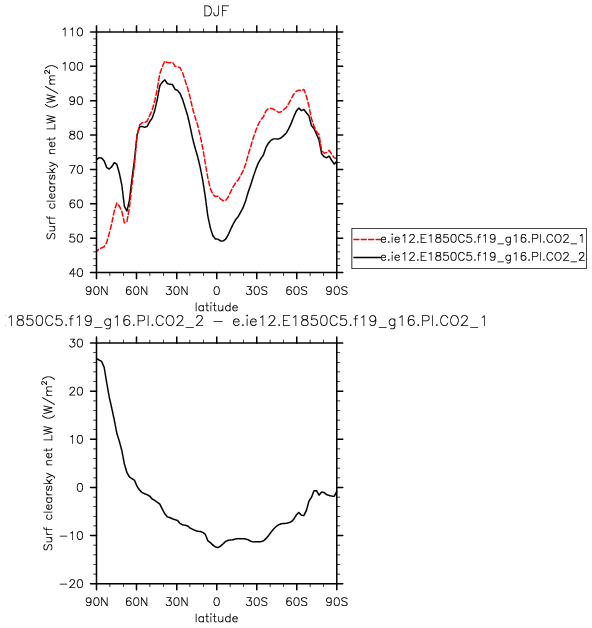 DJF
110
100
90
80
70
60
50
40
Surf clearsky net LW (W/m²)
90N 60N 30N 0 30S 60S 90S
latitude
e.ie12.E1850C5.f19_g16.PI.CO2_1
e.ie12.E1850C5.f19_g16.PI.CO2_2
.1850C5.f19_g16.PI.CO2_2 − e.ie12.E1850C5.f19_g16.PI.CO2_1
30
20
10
0
−10
−20
Surf clearsky net LW (W/m²)
90N 60N 30N 0 30S 60S 90S
latitude